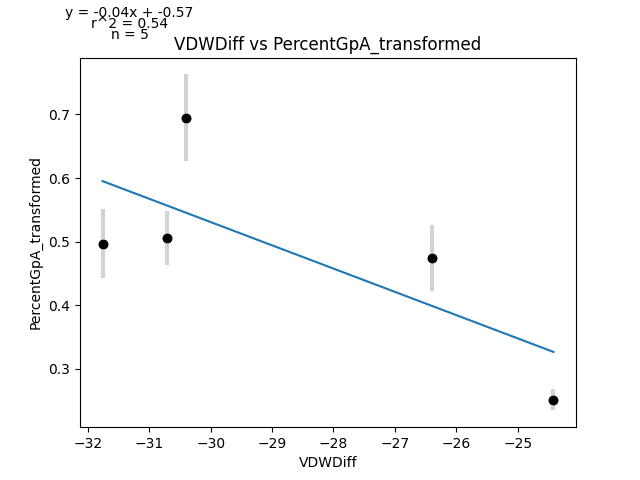 y = -0.04x + -0.57
r^2 = 0.54
n = 5
VDWDiff vs PercentGpA_transformed
PercentGpA_transformed
0.7
0.6
0.5
0.4
0.3
−32
−31
−30
−29
−28
−27
−26
−25
VDWDiff